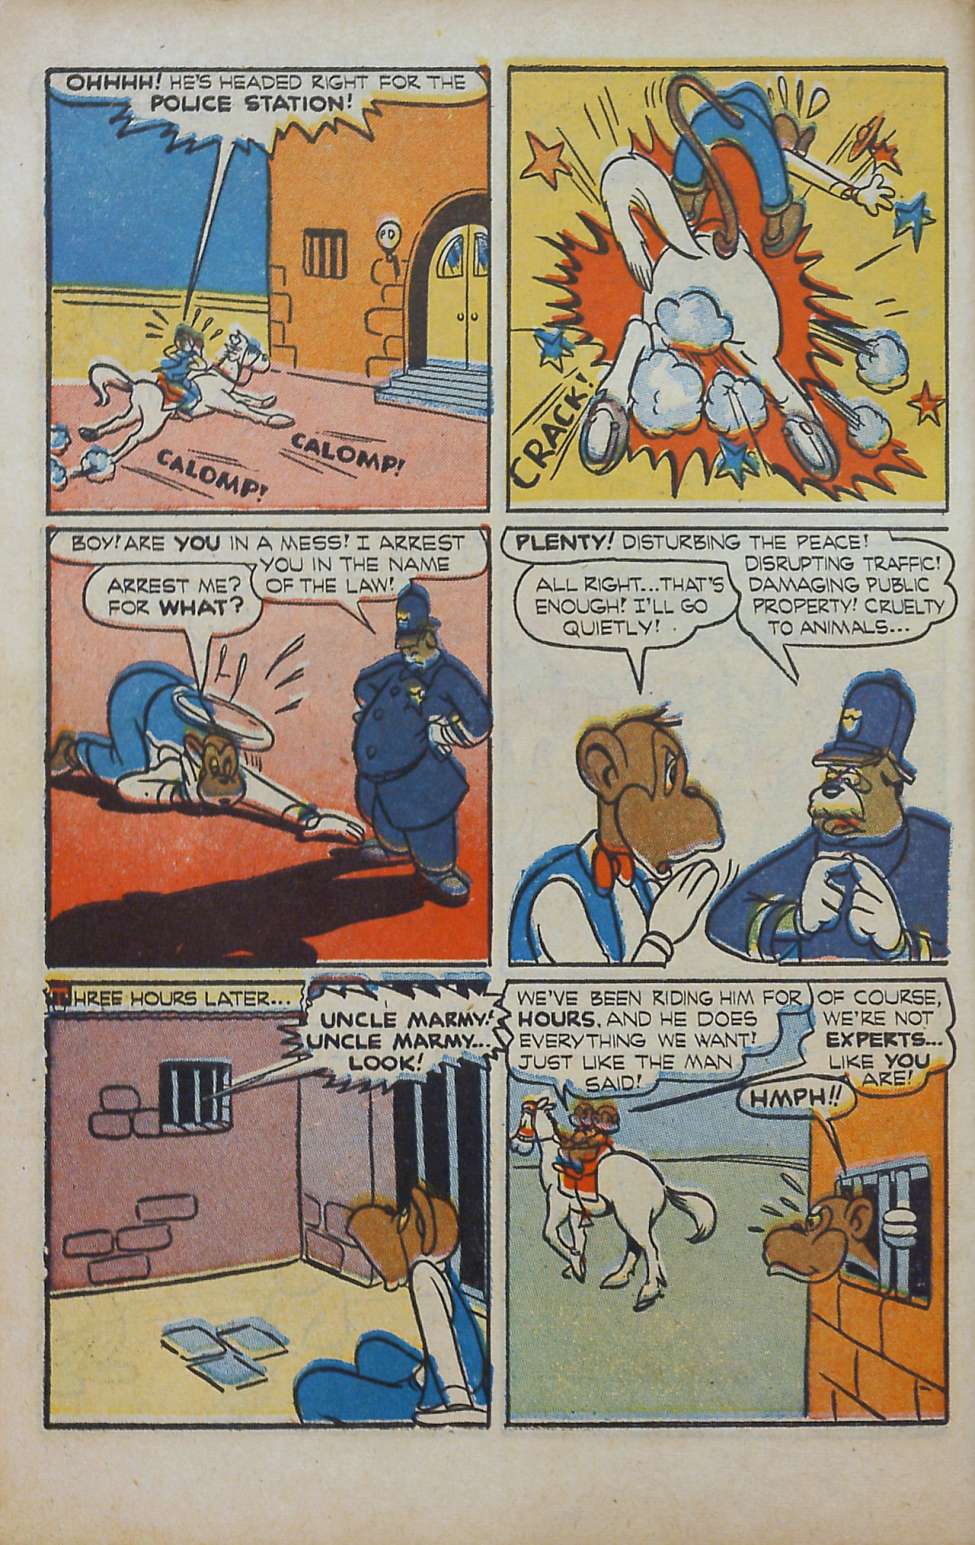 OHHHH! HE'S HEADED RIGHT FOR THE
POLICE STATION!
PD
CALOMP!
CALOMP!
CRACK!
BOY! ARE YOU IN A MESS! I ARREST
YOU IN THE NAME
OF THE LAW!
ARREST ME?
FOR WHAT?
PLENTY! DISTURBING THE PEACE!
DISRUPTING TRAFFIC!
DAMAGING PUBLIC
PROPERTY! CRUELTY
TO ANIMALS...
ALL RIGHT...THAT'S
ENOUGH! I'LL GO
QUIETLY!
THREE HOURS LATER...
UNCLE MARMY!
UNCLE MARMY...
LOOK!
WE'VE BEEN RIDING HIM FOR
HOURS, AND HE DOES
EVERYTHING WE WANT!
JUST LIKE THE MAN
SAID!
OF COURSE,
WE'RE NOT
EXPERTS...
LIKE YOU
ARE!
HMPH!!